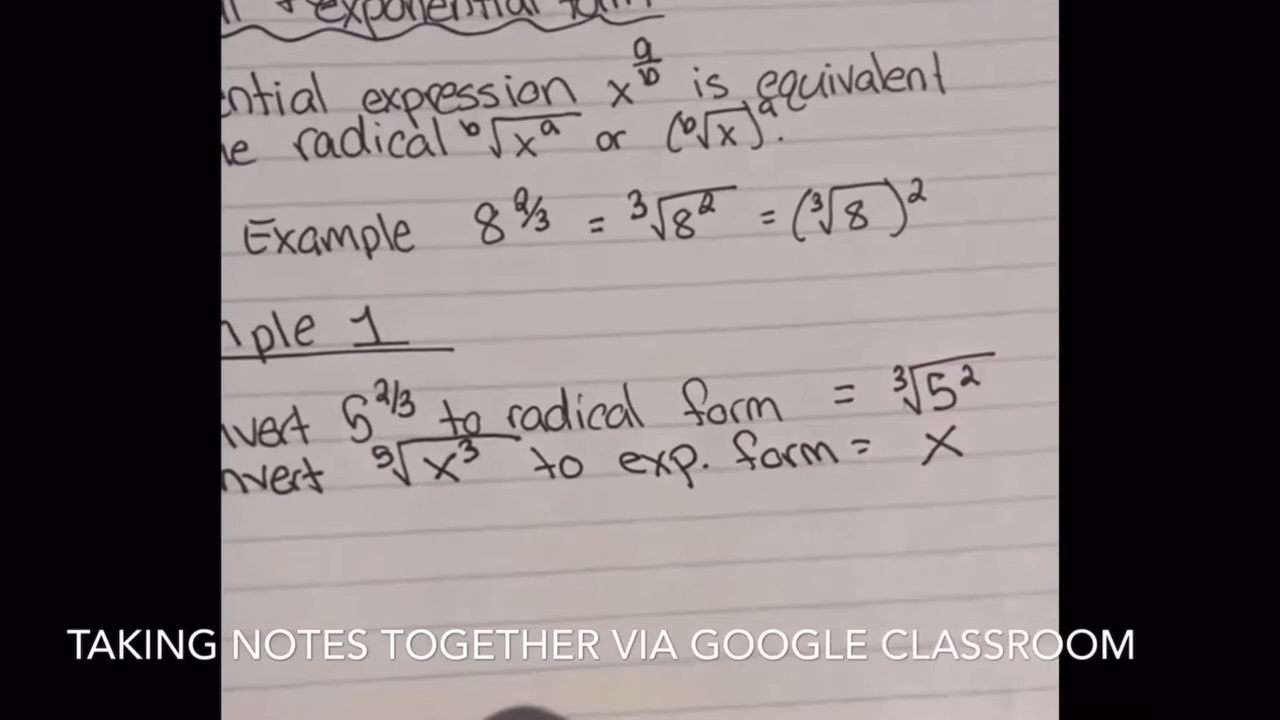 exponential form
ential expression x^(a/b) is equivalent
e radical ᵇ√(xᵃ) or (ᵇ√x)ᵃ.
Example 8^(2/3) = ³√(8²) = (³√8)²
mple 1
nvert 5^(2/3) to radical form = ³√(5²)
nvert ⁵√(x³) to exp. form = x
TAKING NOTES TOGETHER VIA GOOGLE CLASSROOM